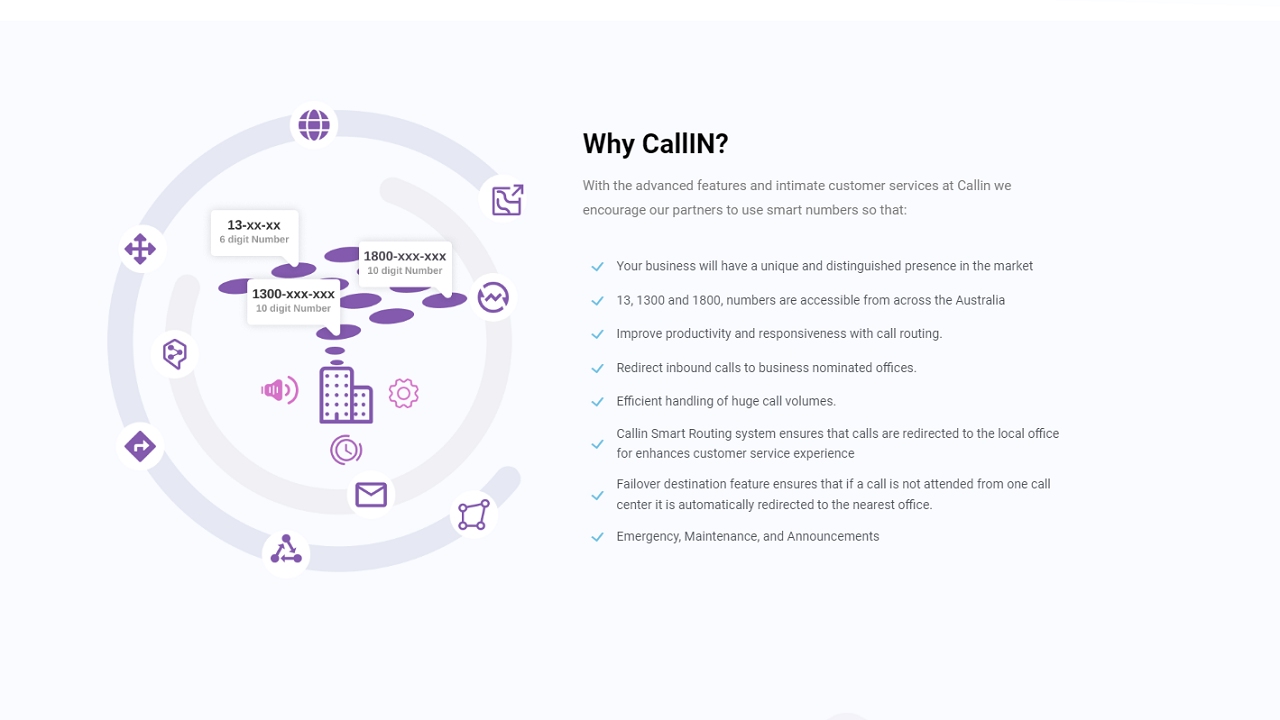 Why CallIN?
With the advanced features and intimate customer services at Callin we
encourage our partners to use smart numbers so that:
13-xx-xx
6 digit Number
1800-xxx-xxx
10 digit Number
1300-xxx-xxx
10 digit Number
Your business will have a unique and distinguished presence in the market
13, 1300 and 1800, numbers are accessible from across the Australia
Improve productivity and responsiveness with call routing.
Redirect inbound calls to business nominated offices.
Efficient handling of huge call volumes.
Callin Smart Routing system ensures that calls are redirected to the local office
for enhances customer service experience
Failover destination feature ensures that if a call is not attended from one call
center it is automatically redirected to the nearest office.
Emergency, Maintenance, and Announcements